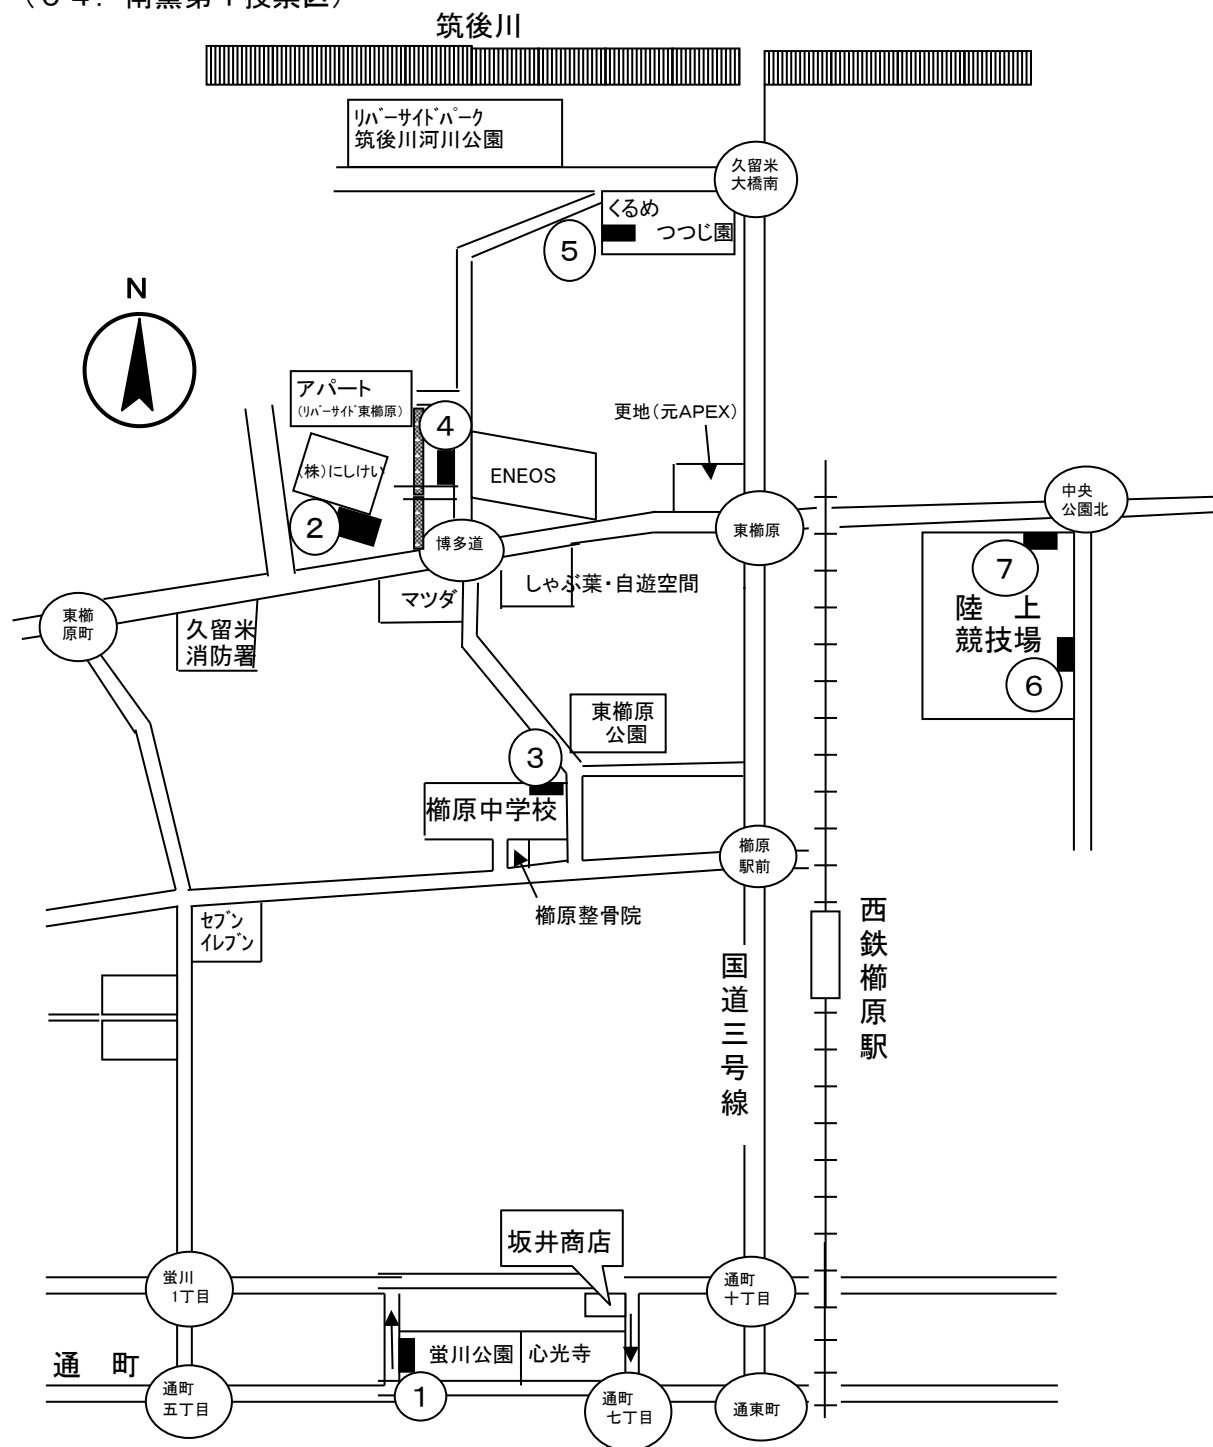 筑後川
ﾘﾊﾞｰｻｲﾄﾞﾊﾟｰｸ
筑後川河川公園
久留米
大橋南
くるめ
つつじ園
5
N
アパート
(ﾘﾊﾞｰｻｲﾄﾞ東櫛原)
4
更地(元APEX)
(株)にしけい
ENEOS
中央
公園北
2
博多道
東櫛原
7
しゃぶ葉・自遊空間
マツダ
東櫛
原町
久留米
消防署
陸 上
競技場
6
東櫛原
公園
3
櫛原中学校
櫛原
駅前
櫛原整骨院
ｾﾌﾞﾝ
ｲﾚﾌﾞﾝ
西鉄櫛原駅
国道三号線
坂井商店
蛍川
1丁目
通町
十丁目
蛍川公園
心光寺
通 町
通町
五丁目
1
通町
七丁目
通東町